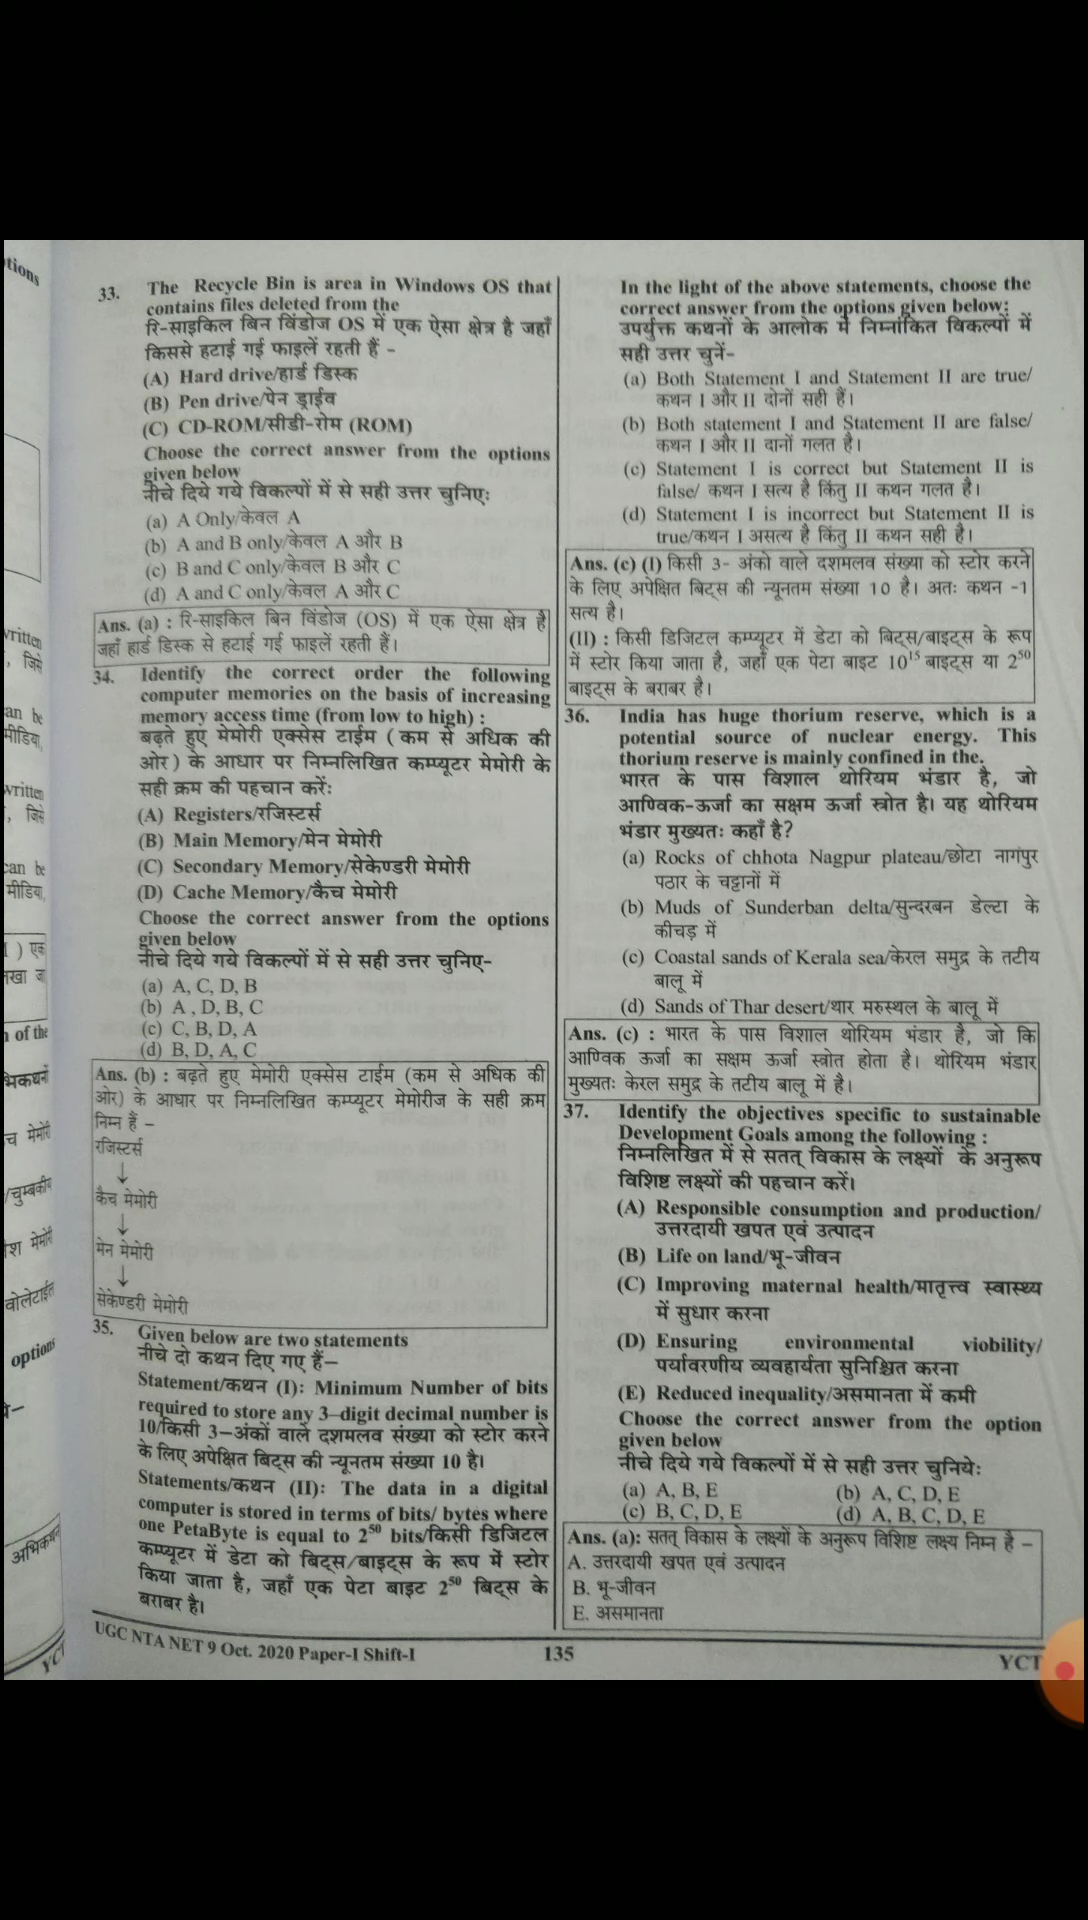 tions
33. The Recycle Bin is area in Windows OS that
contains files deleted from the
रि-साइकिल बिन विंडोज OS में एक ऐसा क्षेत्र है जहाँ
किससे हटाई गई फाइलें रहती हैं –
(A) Hard drive/हार्ड डिस्क
(B) Pen drive/पेन ड्राईव
(C) CD-ROM/सीडी-रोम (ROM)
Choose the correct answer from the options
given below
नीचे दिये गये विकल्पों में से सही उत्तर चुनिए:
(a) A Only/केवल A
(b) A and B only/केवल A और B
(c) B and C only/केवल B और C
(d) A and C only/केवल A और C
Ans. (a) : रि-साइकिल बिन विंडोज (OS) में एक ऐसा क्षेत्र है
जहाँ हार्ड डिस्क से हटाई गई फाइलें रहती हैं।
34. Identify the correct order the following
computer memories on the basis of increasing
memory access time (from low to high) :
बढ़ते हुए मेमोरी एक्सेस टाईम ( कम से अधिक की
ओर ) के आधार पर निम्नलिखित कम्प्यूटर मेमोरी के
सही क्रम की पहचान करें:
(A) Registers/रजिस्टर्स
(B) Main Memory/मेन मेमोरी
(C) Secondary Memory/सेकेण्डरी मेमोरी
(D) Cache Memory/कैच मेमोरी
Choose the correct answer from the options
given below
नीचे दिये गये विकल्पों में से सही उत्तर चुनिए-
(a) A, C, D, B
(b) A , D, B, C
(c) C, B, D, A
(d) B, D, A, C
Ans. (b) : बढ़ते हुए मेमोरी एक्सेस टाईम (कम से अधिक की
ओर) के आधार पर निम्नलिखित कम्प्यूटर मेमोरीज के सही क्रम
निम्न हैं –
रजिस्टर्स
↓
कैच मेमोरी
↓
मेन मेमोरी
↓
सेकेण्डरी मेमोरी
35. Given below are two statements
नीचे दो कथन दिए गए हैं–
Statement/कथन (I): Minimum Number of bits
required to store any 3–digit decimal number is
10/किसी 3–अंकों वाले दशमलव संख्या को स्टोर करने
के लिए अपेक्षित बिट्स की न्यूनतम संख्या 10 है।
Statements/कथन (II): The data in a digital
computer is stored in terms of bits/ bytes where
one PetaByte is equal to 2⁵⁰ bits/किसी डिजिटल
कम्प्यूटर में डेटा को बिट्स/बाइट्स के रूप में स्टोर
किया जाता है, जहाँ एक पेटा बाइट 2⁵⁰ बिट्स के
बराबर है।
In the light of the above statements, choose the
correct answer from the options given below:
उपर्युक्त कथनों के आलोक में निम्नांकित विकल्पों में
सही उत्तर चुनें-
(a) Both Statement I and Statement II are true/
कथन I और II दोनों सही हैं।
(b) Both statement I and Statement II are false/
कथन I और II दानों गलत है।
(c) Statement I is correct but Statement II is
false/ कथन I सत्य है किंतु II कथन गलत है।
(d) Statement I is incorrect but Statement II is
true/कथन I असत्य है किंतु II कथन सही है।
Ans. (c) (I) किसी 3- अंको वाले दशमलव संख्या को स्टोर करने
के लिए अपेक्षित बिट्स की न्यूनतम संख्या 10 है। अतः कथन -1
सत्य है।
(II) : किसी डिजिटल कम्प्यूटर में डेटा को बिट्स/बाइट्स के रूप
में स्टोर किया जाता है, जहाँ एक पेटा बाइट 10¹⁵ बाइट्स या 2⁵⁰
बाइट्स के बराबर है।
36. India has huge thorium reserve, which is a
potential source of nuclear energy. This
thorium reserve is mainly confined in the.
भारत के पास विशाल थोरियम भंडार है, जो
आण्विक-ऊर्जा का सक्षम ऊर्जा स्त्रोत है। यह थोरियम
भंडार मुख्यतः कहाँ है?
(a) Rocks of chhota Nagpur plateau/छोटा नागपुर
पठार के चट्टानों में
(b) Muds of Sunderban delta/सुन्दरबन डेल्टा के
कीचड़ में
(c) Coastal sands of Kerala sea/केरल समुद्र के तटीय
बालू में
(d) Sands of Thar desert/थार मरुस्थल के बालू में
Ans. (c) : भारत के पास विशाल थोरियम भंडार है, जो कि
आण्विक ऊर्जा का सक्षम ऊर्जा स्त्रोत होता है। थोरियम भंडार
मुख्यतः केरल समुद्र के तटीय बालू में है।
37. Identify the objectives specific to sustainable
Development Goals among the following :
निम्नलिखित में से सतत् विकास के लक्ष्यों के अनुरूप
विशिष्ट लक्ष्यों की पहचान करें।
(A) Responsible consumption and production/
उत्तरदायी खपत एवं उत्पादन
(B) Life on land/भू-जीवन
(C) Improving maternal health/मातृत्त्व स्वास्थ्य
में सुधार करना
(D) Ensuring environmental viobility/
पर्यावरणीय व्यवहार्यता सुनिश्चित करना
(E) Reduced inequality/असमानता में कमी
Choose the correct answer from the option
given below
नीचे दिये गये विकल्पों में से सही उत्तर चुनिये:
(a) A, B, E (b) A, C, D, E
(c) B, C, D, E (d) A, B, C, D, E
Ans. (a): सतत् विकास के लक्ष्यों के अनुरूप विशिष्ट लक्ष्य निम्न है –
A. उत्तरदायी खपत एवं उत्पादन
B. भू-जीवन
E. असमानता
UGC NTA NET 9 Oct. 2020 Paper-I Shift-I 135 YCT